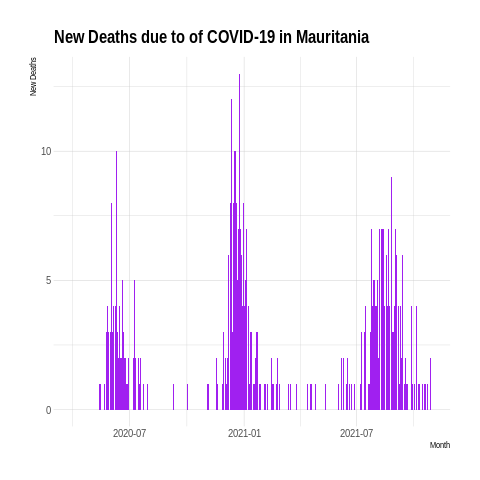 New Deaths due to of COVID-19 in Mauritania
New Deaths
10
5
0
2020-07
2021-01
2021-07
Month